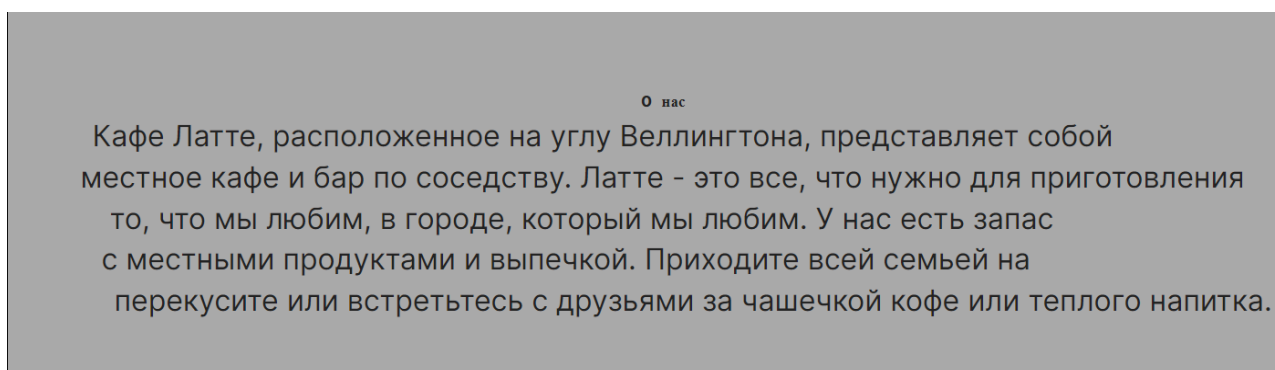 О нас
Кафе Латте, расположенное на углу Веллингтона, представляет собой
местное кафе и бар по соседству. Латте - это все, что нужно для приготовления
то, что мы любим, в городе, который мы любим. У нас есть запас
с местными продуктами и выпечкой. Приходите всей семьей на
перекусите или встретьтесь с друзьями за чашечкой кофе или теплого напитка.